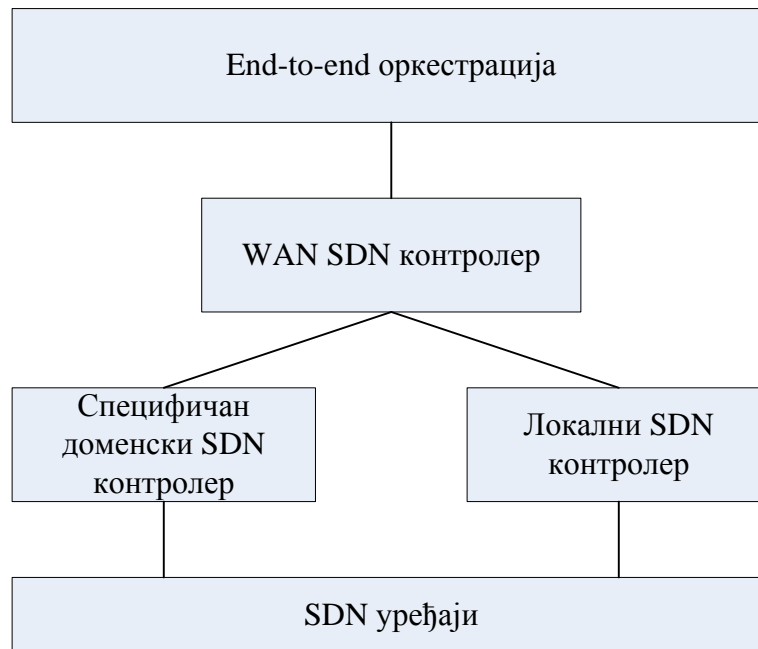 End-to-end оркестрација
WAN SDN контролер
Специфичан
доменски SDN
контролер
Локални SDN
контролер
SDN уређаји